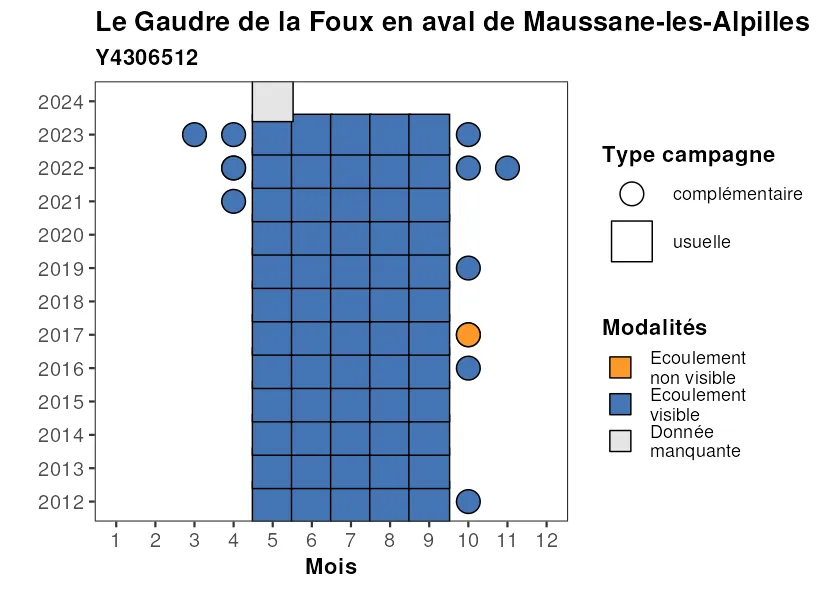 Le Gaudre de la Foux en aval de Maussane-les-Alpilles
Y4306512
2024
2023
2022
2021
2020
2019
2018
2017
2016
2015
2014
2013
2012
1 2 3 4 5 6 7 8 9 10 11 12
Mois
Type campagne
complémentaire
usuelle
Modalités
Ecoulement
non visible
Ecoulement
visible
Donnée
manquante